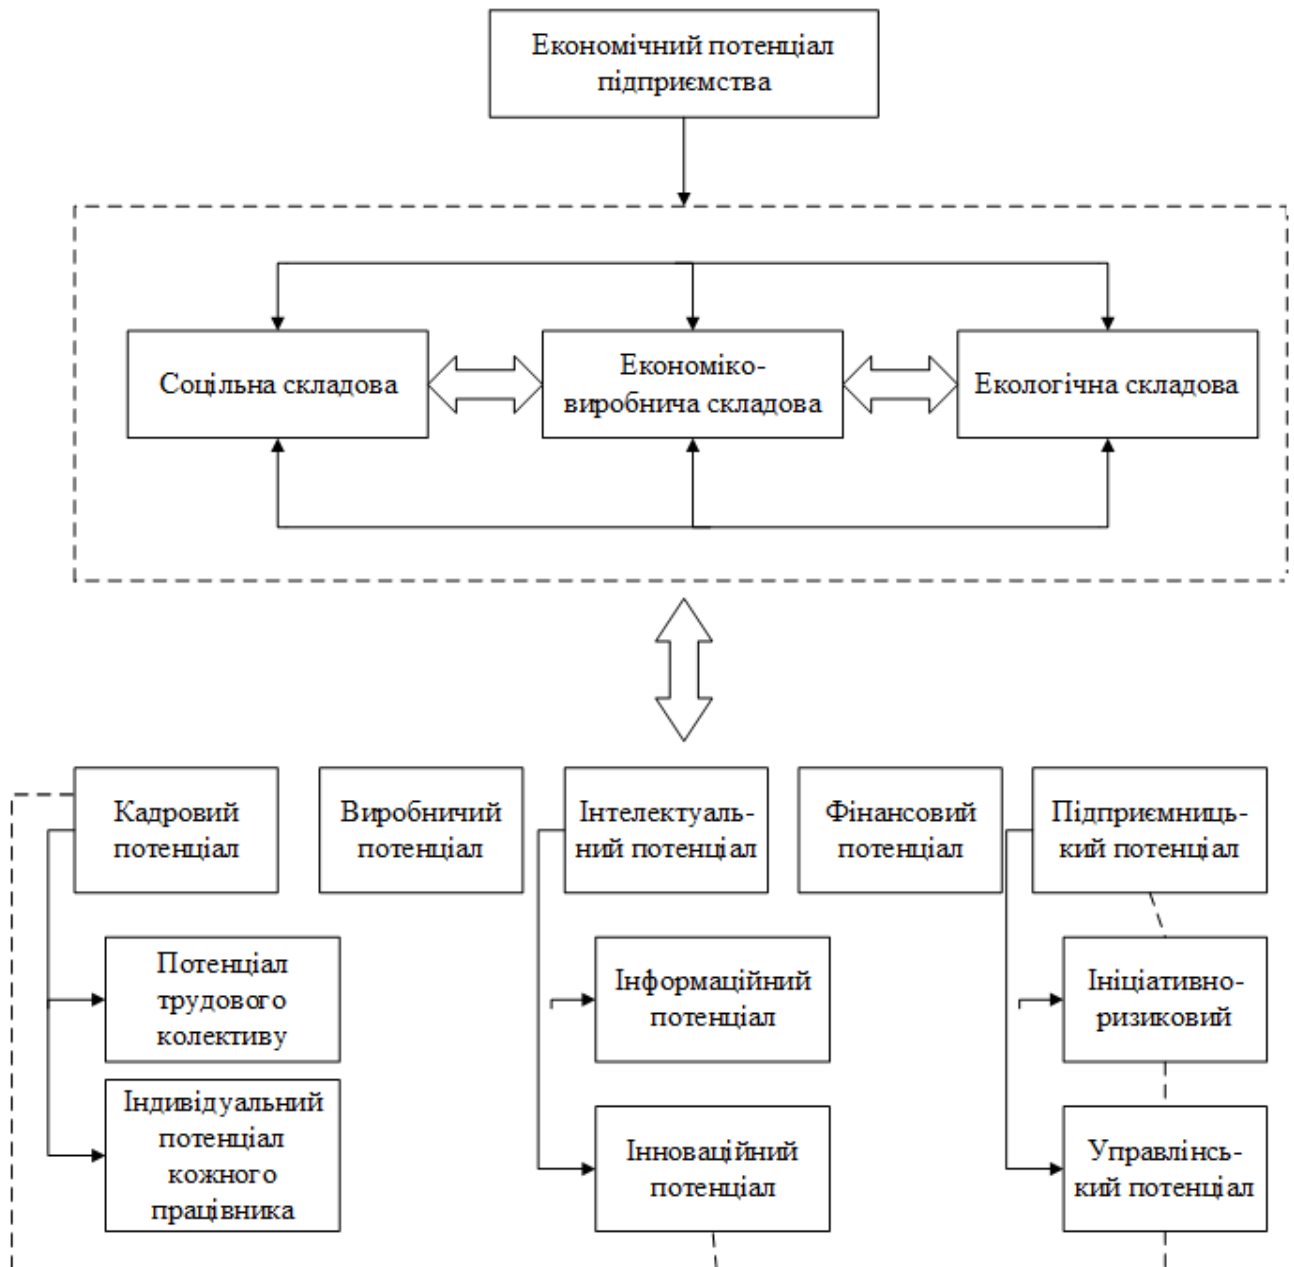 Економічний потенціал
підприємства
Соцільна складова
Економіко-
виробнича складова
Екологічна складова
Кадровий
потенціал
Виробничий
потенціал
Інтелектуаль-
ний потенціал
Фінансовий
потенціал
Підприємниць-
кий потенціал
Потенціал
трудового
колективу
Інформаційний
потенціал
Ініціативно-
ризиковий
Індивідуальний
потенціал
кожного
працівника
Інноваційний
потенціал
Управлінсь-
кий потенціал